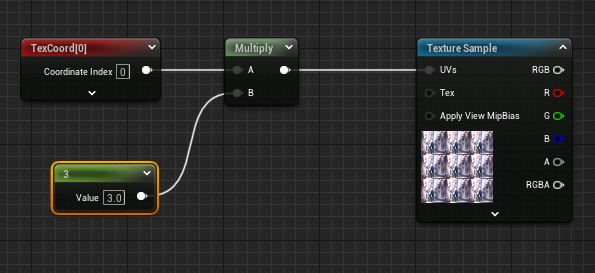 TexCoord[0]
Coordinate Index 0
Multiply
A
B
3
Value 3.0
Texture Sample
UVs RGB
Tex R
Apply View MipBias G
B
A
RGBA